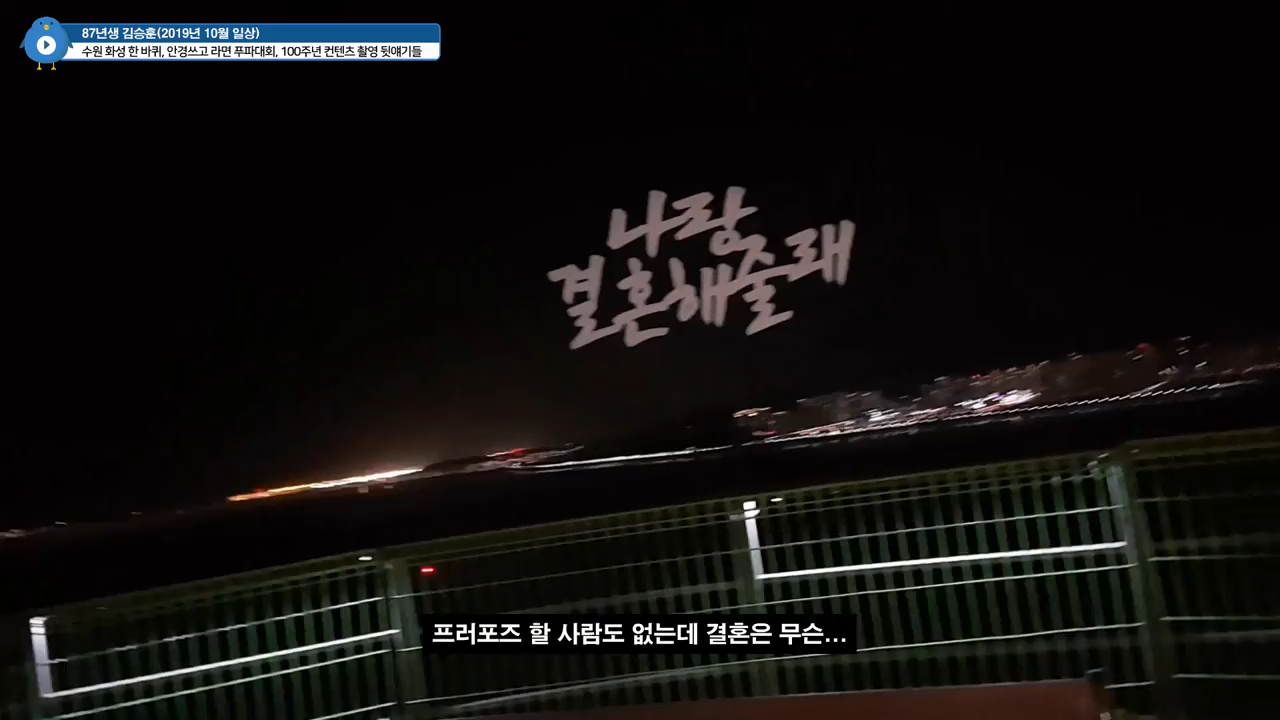 87년생 김승훈(2019년 10월 일상)
수원 화성 한 바퀴, 안경쓰고 라면 푸파대회, 100주년 컨텐츠 촬영 뒷얘기들
나랑
결혼해줄래
프러포즈 할 사람도 없는데 결혼은 무슨...